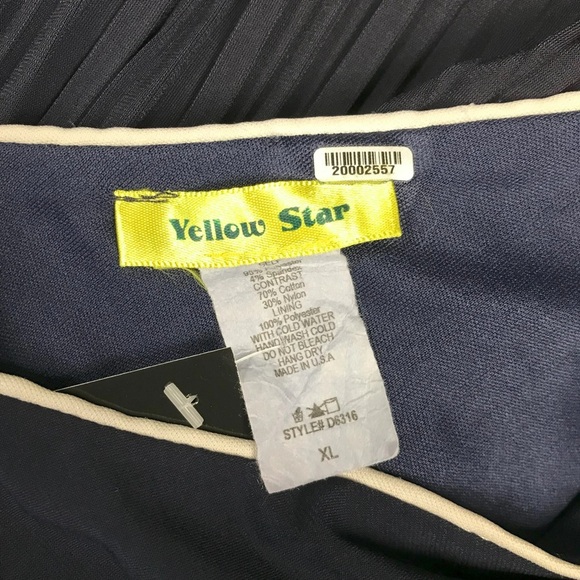 20002557
Yellow Star
4% Spandex
CONTRAST
70% Cotton
30% Nylon
LINING
100% Polyester
WITH COLD WATER
HAND WASH COLD
DO NOT BLEACH
HANG DRY
MADE IN U.S.A
STYLE# D6316
XL